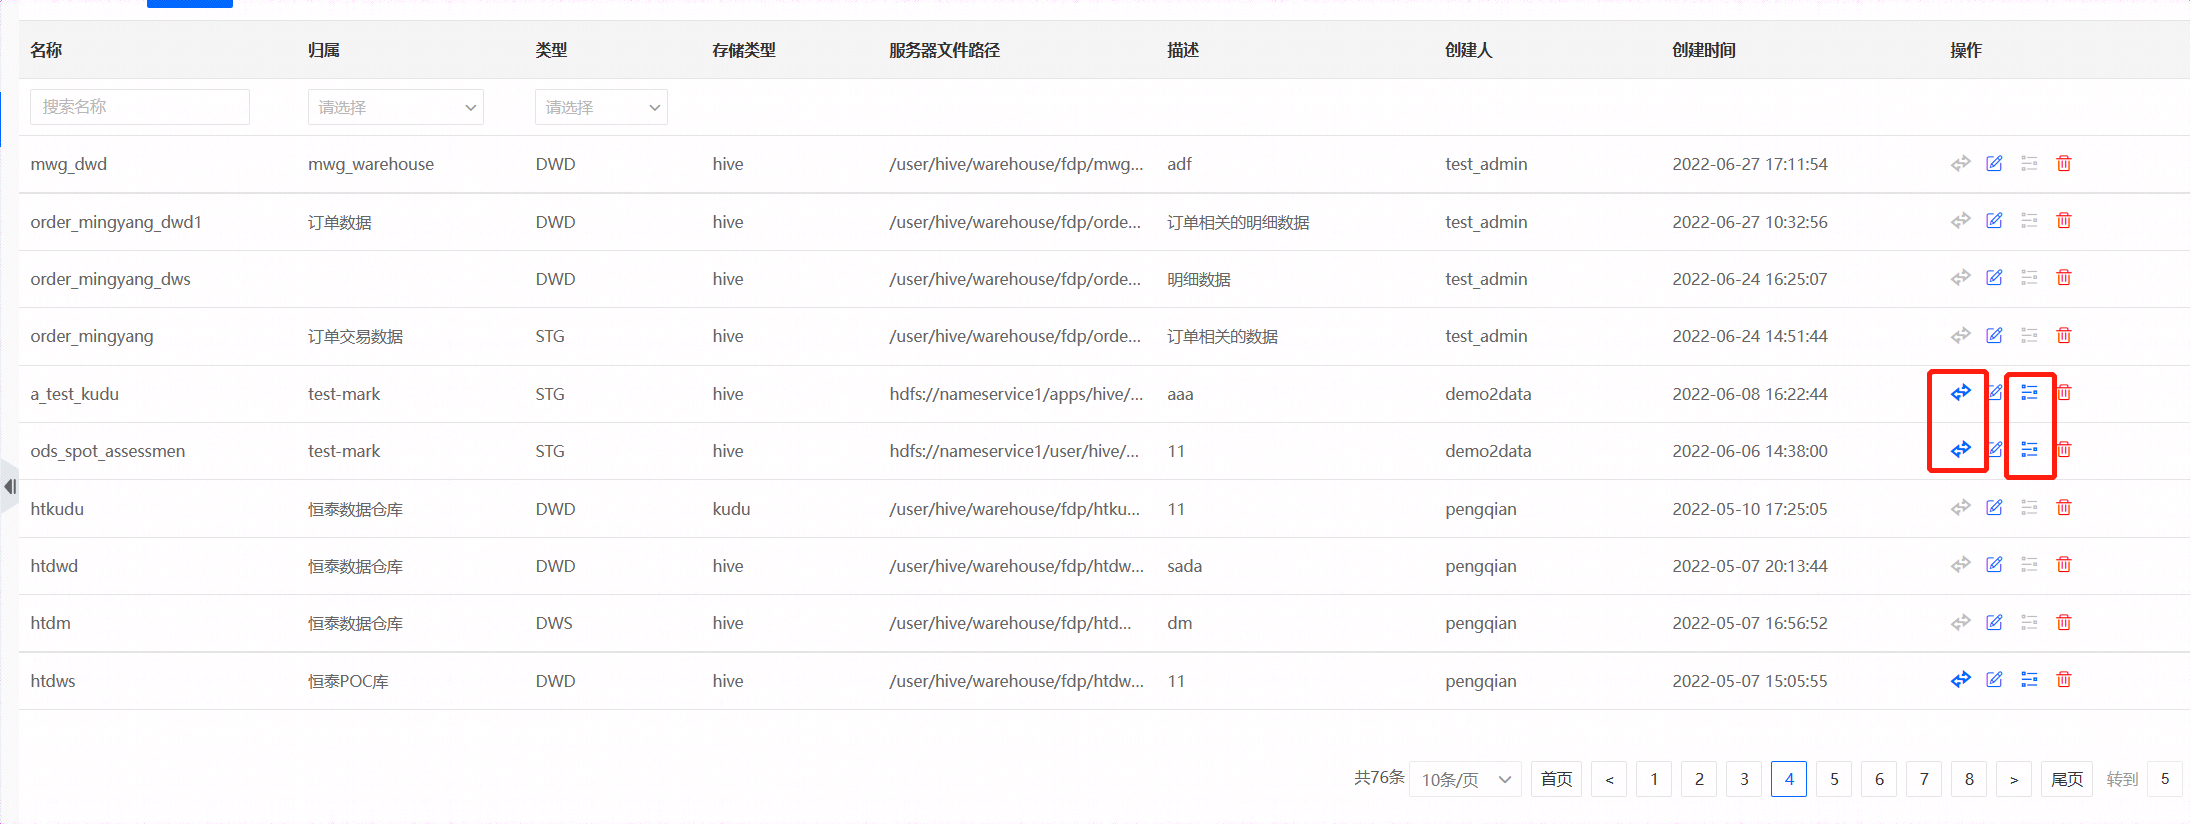 名称 归属 类型 存储类型 服务器文件路径 描述 创建人 创建时间 操作
搜索名称 请选择 请选择
mwg_dwd mwg_warehouse DWD hive /user/hive/warehouse/fdp/mwg... adf test_admin 2022-06-27 17:11:54
order_mingyang_dwd1 订单数据 DWD hive /user/hive/warehouse/fdp/orde... 订单相关的明细数据 test_admin 2022-06-27 10:32:56
order_mingyang_dws DWD hive /user/hive/warehouse/fdp/orde... 明细数据 test_admin 2022-06-24 16:25:07
order_mingyang 订单交易数据 STG hive /user/hive/warehouse/fdp/orde... 订单相关的数据 test_admin 2022-06-24 14:51:44
a_test_kudu test-mark STG hive hdfs://nameservice1/apps/hive/... aaa demo2data 2022-06-08 16:22:44
ods_spot_assessmen test-mark STG hive hdfs://nameservice1/user/hive/... 11 demo2data 2022-06-06 14:38:00
htkudu 恒泰数据仓库 DWD kudu /user/hive/warehouse/fdp/htku... 11 pengqian 2022-05-10 17:25:05
htdwd 恒泰数据仓库 DWD hive /user/hive/warehouse/fdp/htdw... sada pengqian 2022-05-07 20:13:44
htdm 恒泰数据仓库 DWS hive /user/hive/warehouse/fdp/htd... dm pengqian 2022-05-07 16:56:52
htdws 恒泰POC库 DWD hive /user/hive/warehouse/fdp/htdw... 11 pengqian 2022-05-07 15:05:55
共76条 10条/页 首页 < 1 2 3 4 5 6 7 8 > 尾页 转到 5